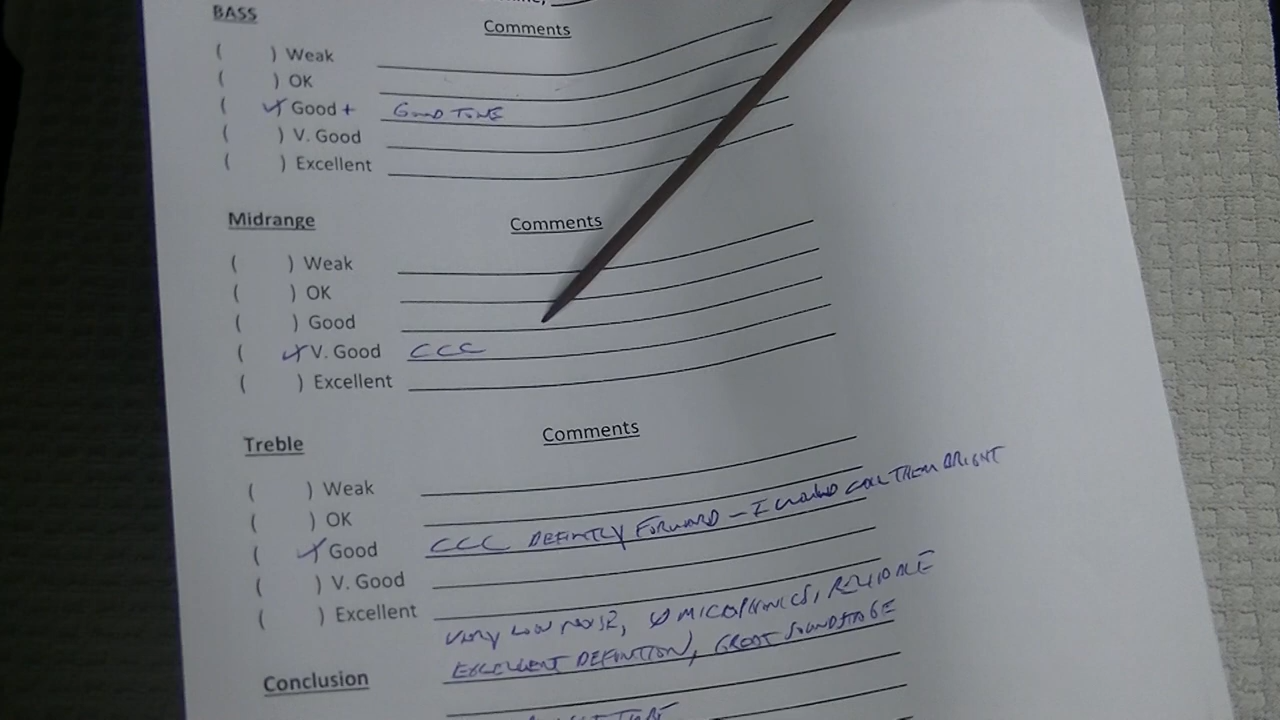 BASS
Comments
( ) Weak
( ) OK
( ✓) Good + GOOD TONE
( ) V. Good
( ) Excellent
Midrange
Comments
( ) Weak
( ) OK
( ) Good
( ✓) V. Good CCC
( ) Excellent
Treble
Comments
( ) Weak
( ) OK
( ✓) Good CCC DEFINITLY FORWARD - I WOULD CALL THEM BRIGHT
( ) V. Good
( ) Excellent
VERY LOW NOISE, Ø MICROPHONICS, RELIABLE
EXCELLENT DEFINITION, GREAT SOUNDSTAGE
Conclusion
TUBE